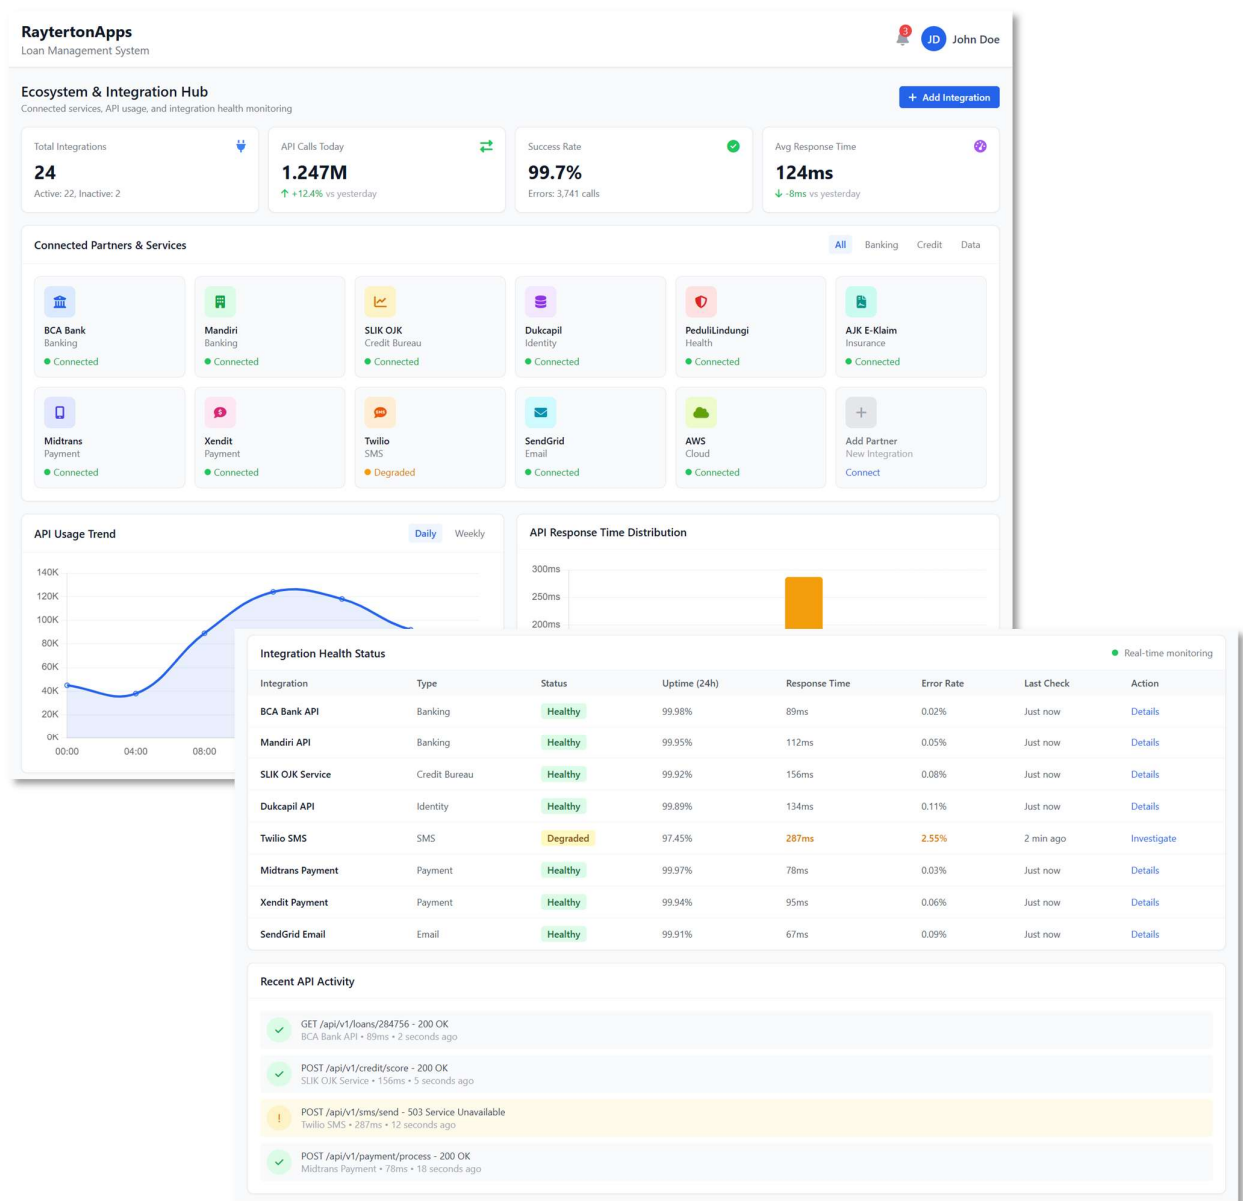 RaytertonApps
Loan Management System
3
JD
John Doe
Ecosystem & Integration Hub
Connected services, API usage, and integration health monitoring
+ Add Integration
Total Integrations
24
Active: 22, Inactive: 2
API Calls Today
1.247M
↑ +12.4% vs yesterday
Success Rate
99.7%
Errors: 3,741 calls
Avg Response Time
124ms
↓ -8ms vs yesterday
Connected Partners & Services
All Banking Credit Data
BCA Bank
Banking
Connected
Mandiri
Banking
Connected
SLIK OJK
Credit Bureau
Connected
Dukcapil
Identity
Connected
PeduliLindungi
Health
Connected
AJK E-Klaim
Insurance
Connected
Midtrans
Payment
Connected
Xendit
Payment
Connected
SMS
Twilio
SMS
Degraded
SendGrid
Email
Connected
AWS
Cloud
Connected
Add Partner
New Integration
Connect
API Usage Trend
Daily Weekly
140K
120K
100K
80K
60K
40K
20K
0K
00:00 04:00 08:00
API Response Time Distribution
300ms
250ms
200ms
Integration Health Status
Real-time monitoring
Integration Type Status Uptime (24h) Response Time Error Rate Last Check Action
BCA Bank API Banking Healthy 99.98% 89ms 0.02% Just now Details
Mandiri API Banking Healthy 99.95% 112ms 0.05% Just now Details
SLIK OJK Service Credit Bureau Healthy 99.92% 156ms 0.08% Just now Details
Dukcapil API Identity Healthy 99.89% 134ms 0.11% Just now Details
Twilio SMS SMS Degraded 97.45% 287ms 2.55% 2 min ago Investigate
Midtrans Payment Payment Healthy 99.97% 78ms 0.03% Just now Details
Xendit Payment Payment Healthy 99.94% 95ms 0.06% Just now Details
SendGrid Email Email Healthy 99.91% 67ms 0.09% Just now Details
Recent API Activity
GET /api/v1/loans/284756 - 200 OK
BCA Bank API • 89ms • 2 seconds ago
POST /api/v1/credit/score - 200 OK
SLIK OJK Service • 156ms • 5 seconds ago
POST /api/v1/sms/send - 503 Service Unavailable
Twilio SMS • 287ms • 12 seconds ago
POST /api/v1/payment/process - 200 OK
Midtrans Payment • 78ms • 18 seconds ago